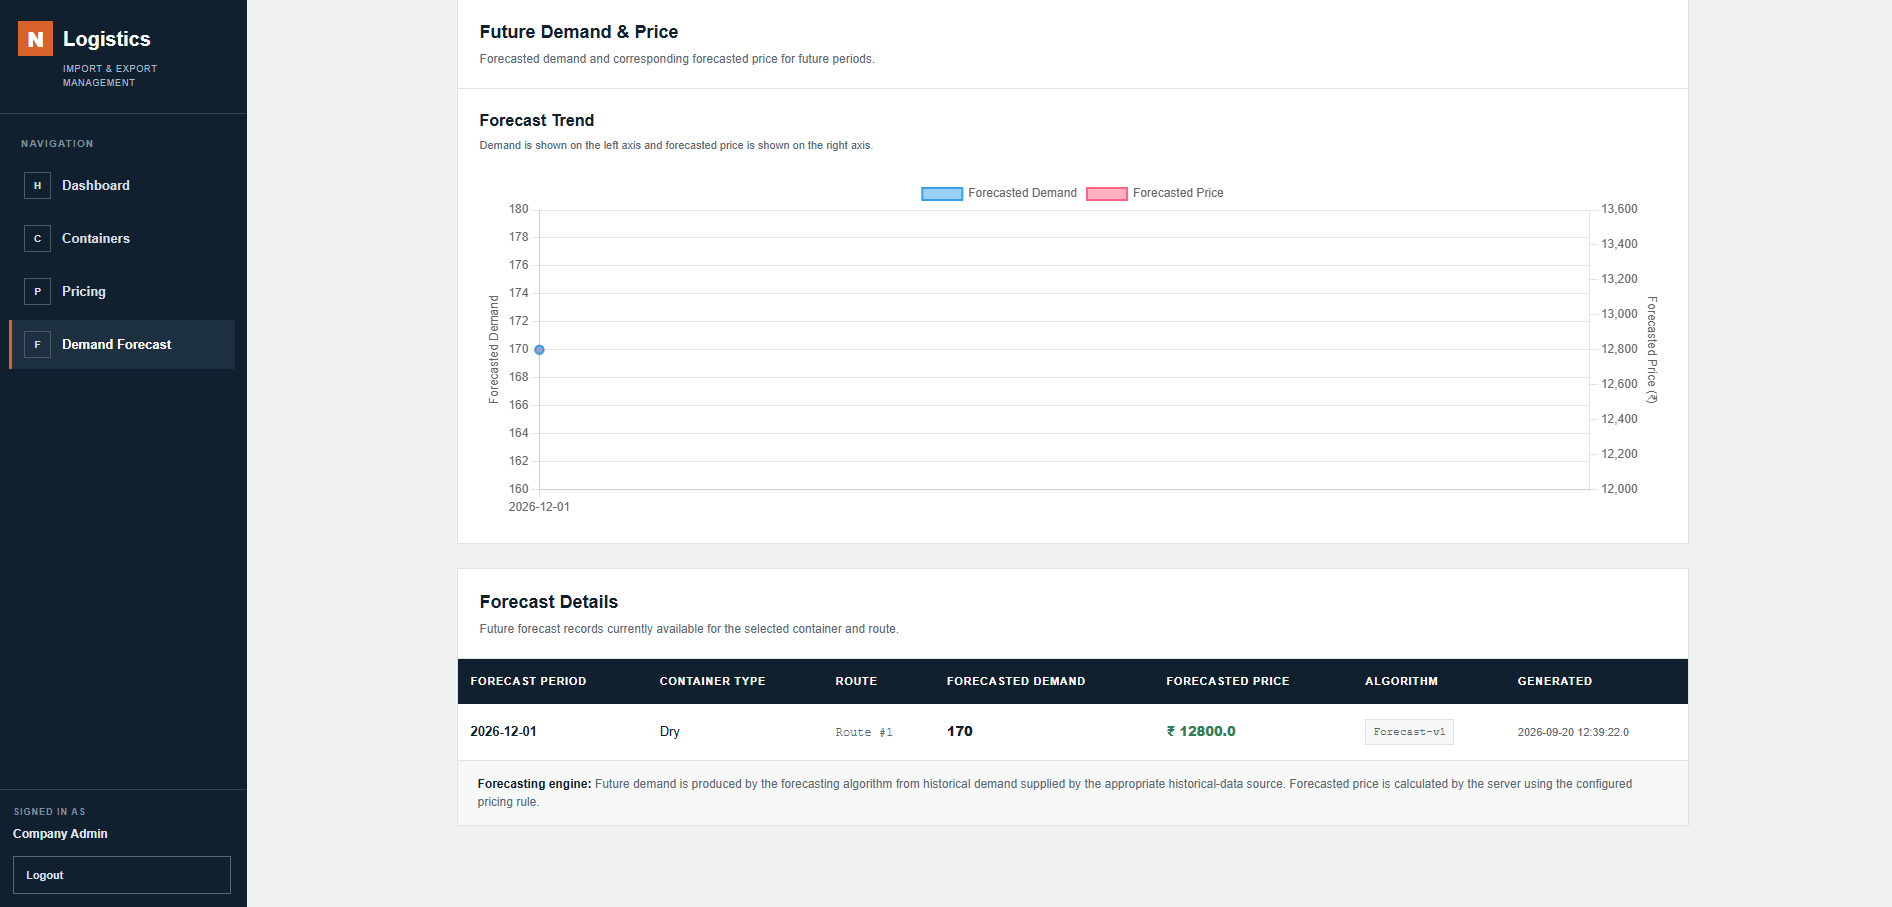 N
Logistics
IMPORT & EXPORT
MANAGEMENT
NAVIGATION
H Dashboard
C Containers
P Pricing
F Demand Forecast
SIGNED IN AS
Company Admin
Logout
Future Demand & Price
Forecasted demand and corresponding forecasted price for future periods.
Forecast Trend
Demand is shown on the left axis and forecasted price is shown on the right axis.
Forecasted Demand Forecasted Price
Forecasted Demand
180
178
176
174
172
170
168
166
164
162
160
2026-12-01
13,600
13,400
13,200
13,000
12,800
12,600
12,400
12,200
12,000
Forecasted Price (₹)
Forecast Details
Future forecast records currently available for the selected container and route.
FORECAST PERIOD CONTAINER TYPE ROUTE FORECASTED DEMAND FORECASTED PRICE ALGORITHM GENERATED
2026-12-01 Dry Route #1 170 ₹ 12800.0 Forecast-v1 2026-09-20 12:39:22.0
Forecasting engine: Future demand is produced by the forecasting algorithm from historical demand supplied by the appropriate historical-data source. Forecasted price is calculated by the server using the configured
pricing rule.